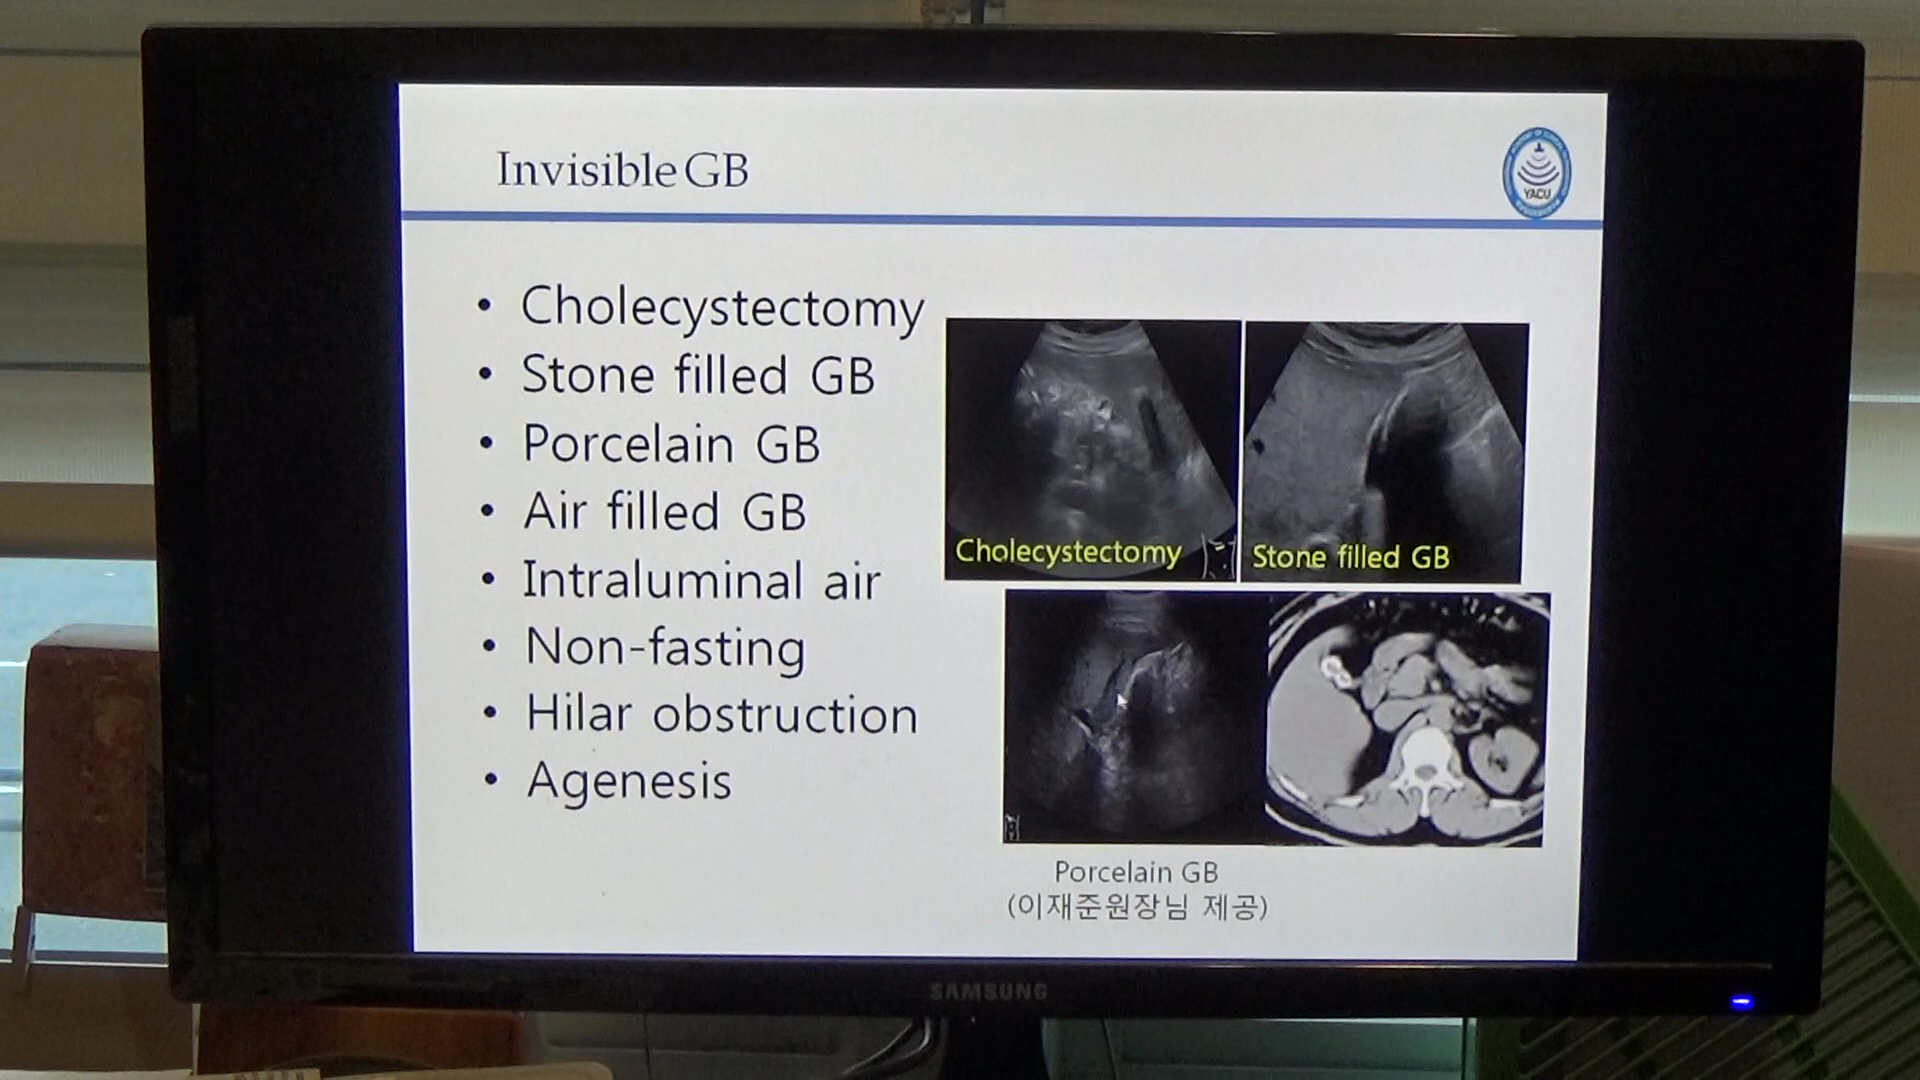 Invisible GB
YACU
• Cholecystectomy
• Stone filled GB
• Porcelain GB
• Air filled GB
• Intraluminal air
• Non-fasting
• Hilar obstruction
• Agenesis
Cholecystectomy
Stone filled GB
Porcelain GB
(이재준원장님 제공)
SAMSUNG